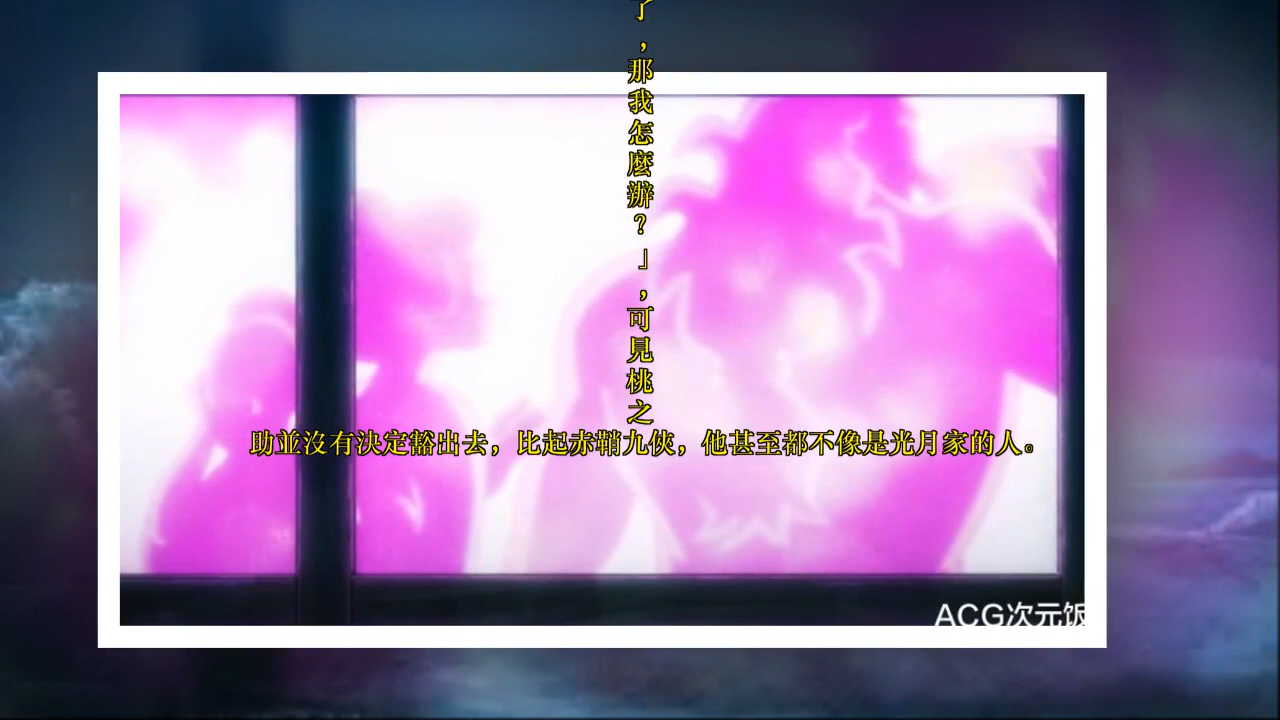 了，那我怎麼辦？」，可見桃之
助並沒有決定豁出去，比起赤鞘九俠，他甚至都不像是光月家的人。
ACG次元饭